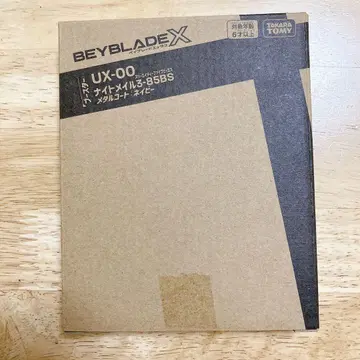 BEYBLADE X
ベイブレードエックス
対象年齢
6才以上
TAKARA
TOMY
ブースター
UX-00
ナイトメイル3-85BS
メタルコート:ネイビー